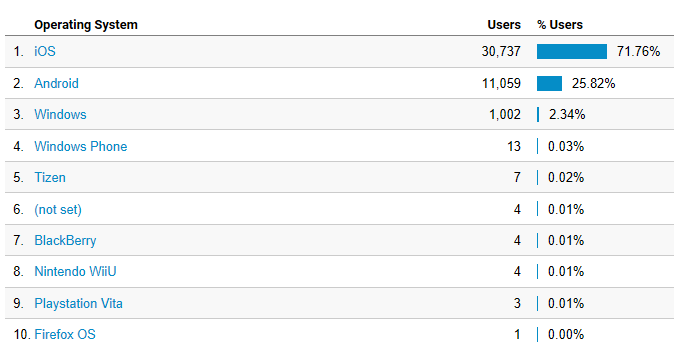 Operating System Users % Users
1. iOS 30,737 71.76%
2. Android 11,059 25.82%
3. Windows 1,002 2.34%
4. Windows Phone 13 0.03%
5. Tizen 7 0.02%
6. (not set) 4 0.01%
7. BlackBerry 4 0.01%
8. Nintendo WiiU 4 0.01%
9. Playstation Vita 3 0.01%
10. Firefox OS 1 0.00%